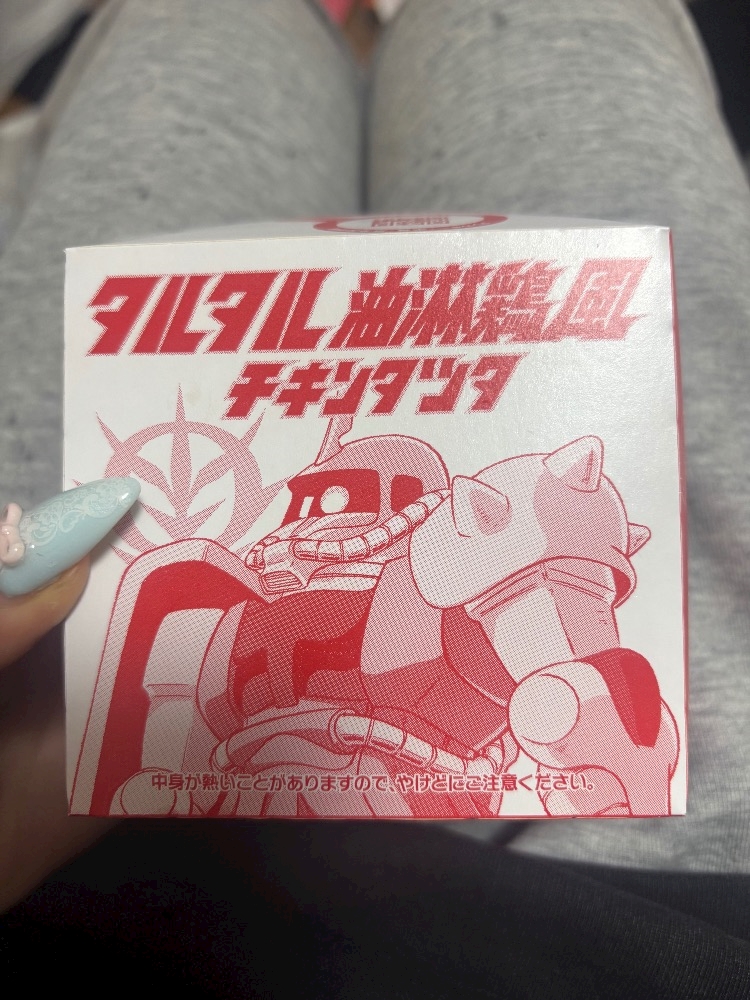 タルタル 油淋鶏風
チキンタツタ
中身が熱いことがありますので、やけどにご注意ください。